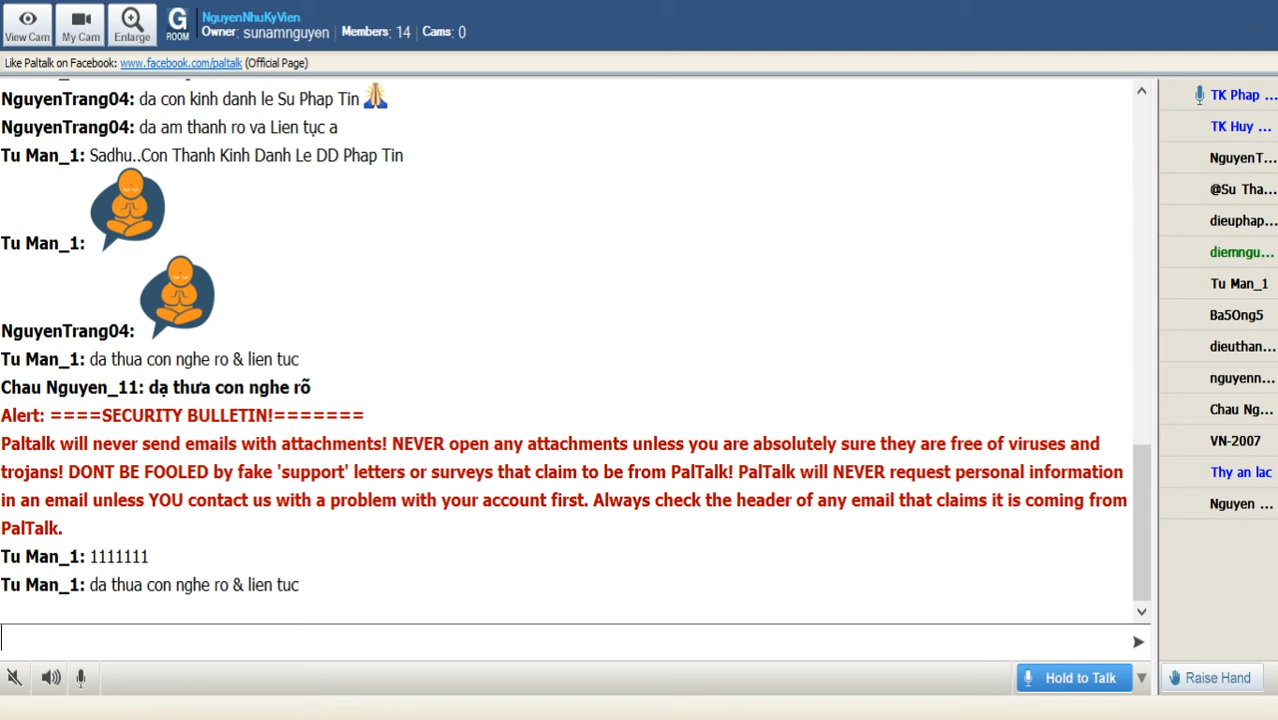 View Cam
My Cam
Enlarge
G
ROOM
NguyenNhuKyVien
Owner: sunamnguyen Members: 14 Cams: 0
Like Paltalk on Facebook: www.facebook.com/paltalk (Official Page)
NguyenTrang04: da con kinh danh le Su Phap Tin
NguyenTrang04: da am thanh ro va Lien tục a
Tu Man_1: Sadhu..Con Thanh Kinh Danh Le DD Phap Tin
Tu Man_1:
NguyenTrang04:
Tu Man_1: da thua con nghe ro & lien tuc
Chau Nguyen_11: dạ thưa con nghe rõ
Alert: ====SECURITY BULLETIN!=======
Paltalk will never send emails with attachments! NEVER open any attachments unless you are absolutely sure they are free of viruses and
trojans! DONT BE FOOLED by fake 'support' letters or surveys that claim to be from PalTalk! PalTalk will NEVER request personal information
in an email unless YOU contact us with a problem with your account first. Always check the header of any email that claims it is coming from
PalTalk.
Tu Man_1: 1111111
Tu Man_1: da thua con nghe ro & lien tuc
Hold to Talk
TK Phap ...
TK Huy ...
NguyenT...
@Su Tha...
dieuphap...
diemngu...
Tu Man_1
Ba5Ong5
dieuthan...
nguyenn...
Chau Ng...
VN-2007
Thy an lac
Nguyen ...
Raise Hand